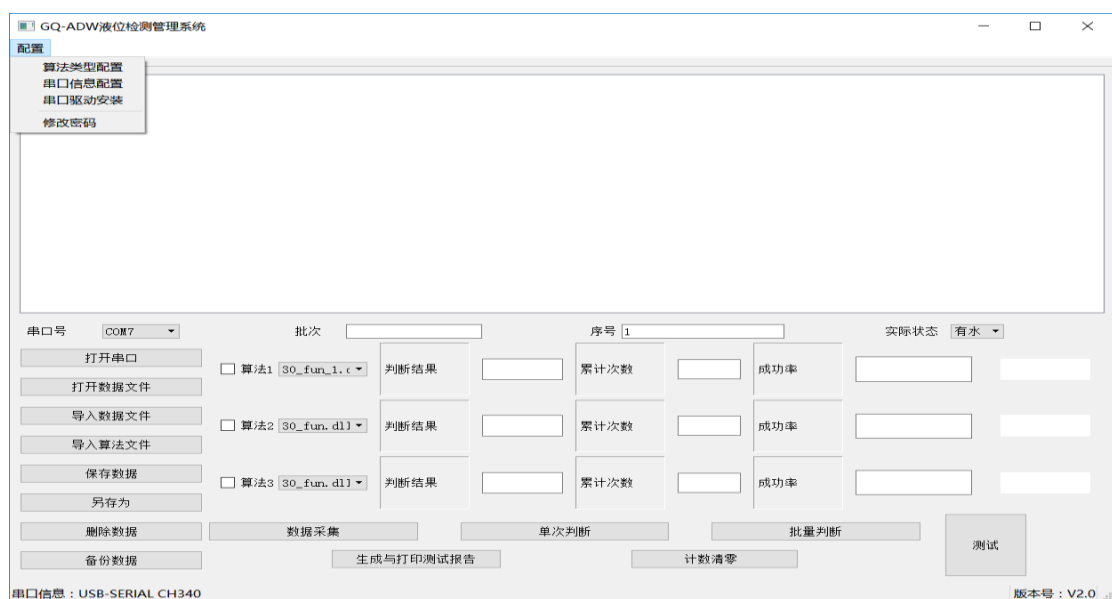 GQ-ADW液位检测管理系统
配置
算法类型配置
串口信息配置
串口驱动安装
修改密码
串口号 COM7 批次 序号 1 实际状态 有水
打开串口
算法1 30_fun_1.c 判断结果 累计次数 成功率
打开数据文件
导入数据文件
算法2 30_fun.dll 判断结果 累计次数 成功率
导入算法文件
保存数据
算法3 30_fun.dll 判断结果 累计次数 成功率
另存为
删除数据 数据采集 单次判断 批量判断
测试
备份数据 生成与打印测试报告 计数清零
串口信息：USB-SERIAL CH340 版本号：V2.0